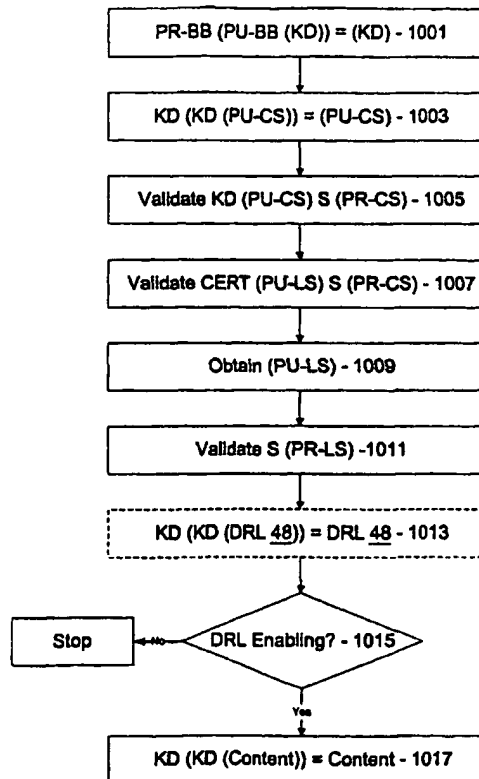 PR-BB (PU-BB (KD)) = (KD) - 1001
KD (KD (PU-CS)) = (PU-CS) - 1003
Validate KD (PU-CS) S (PR-CS) - 1005
Validate CERT (PU-LS) S (PR-CS) - 1007
Obtain (PU-LS) - 1009
Validate S (PR-LS) -1011
KD (KD (DRL 48)) = DRL 48 - 1013
DRL Enabling? - 1015
No
Stop
Yes
KD (KD (Content)) = Content - 1017